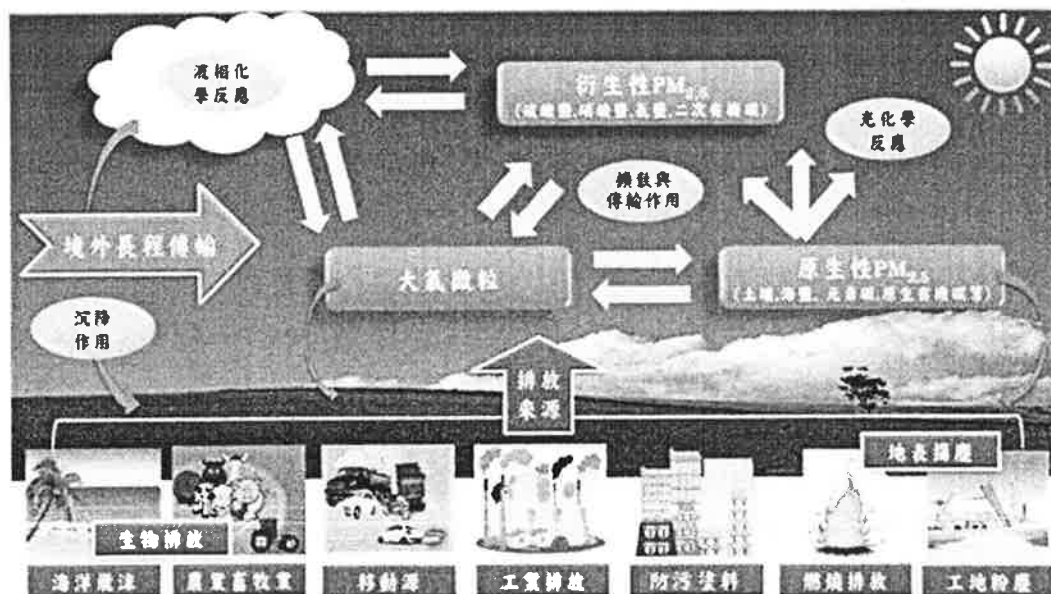 液相化
學反應
衍生性PM2.5
(硫酸鹽,硝酸鹽,氨鹽,二次有機碳)
光化學
反應
擴散與
傳輸作用
境外長程傳輸
大氣微粒
原生性PM2.5
(土壤,海鹽,元素碳,原生有機碳等)
沉降
作用
排放
來源
地表揚塵
生物排放
海洋飛沫
農業畜牧業
移動源
工業排放
防污塗料
燃燒排放
工地粉塵